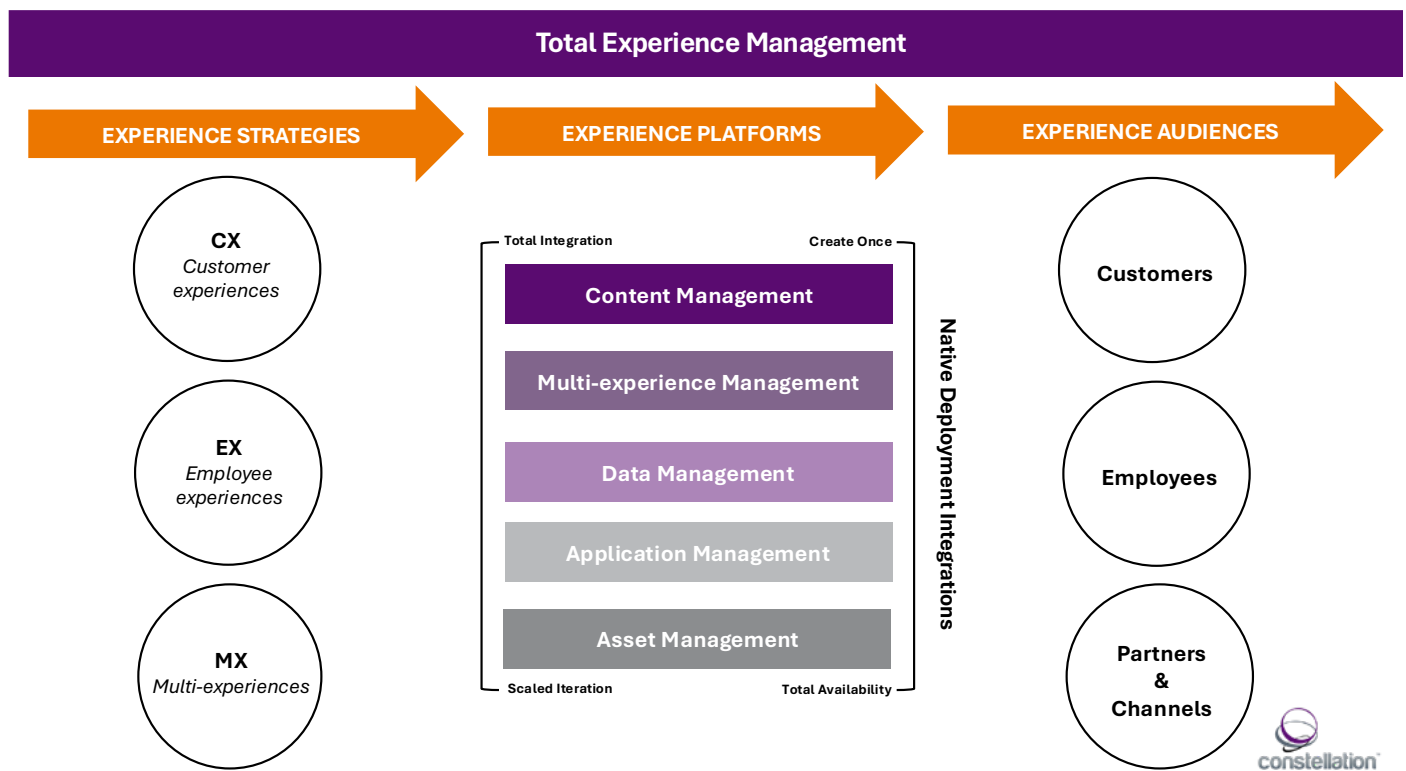 Total Experience Management
EXPERIENCE STRATEGIES
EXPERIENCE PLATFORMS
EXPERIENCE AUDIENCES
CX
Customer
experiences
EX
Employee
experiences
MX
Multi-experiences
Total Integration
Create Once
Content Management
Multi-experience Management
Data Management
Application Management
Asset Management
Scaled Iteration
Total Availability
Native Deployment Integrations
Customers
Employees
Partners
&
Channels
constellation